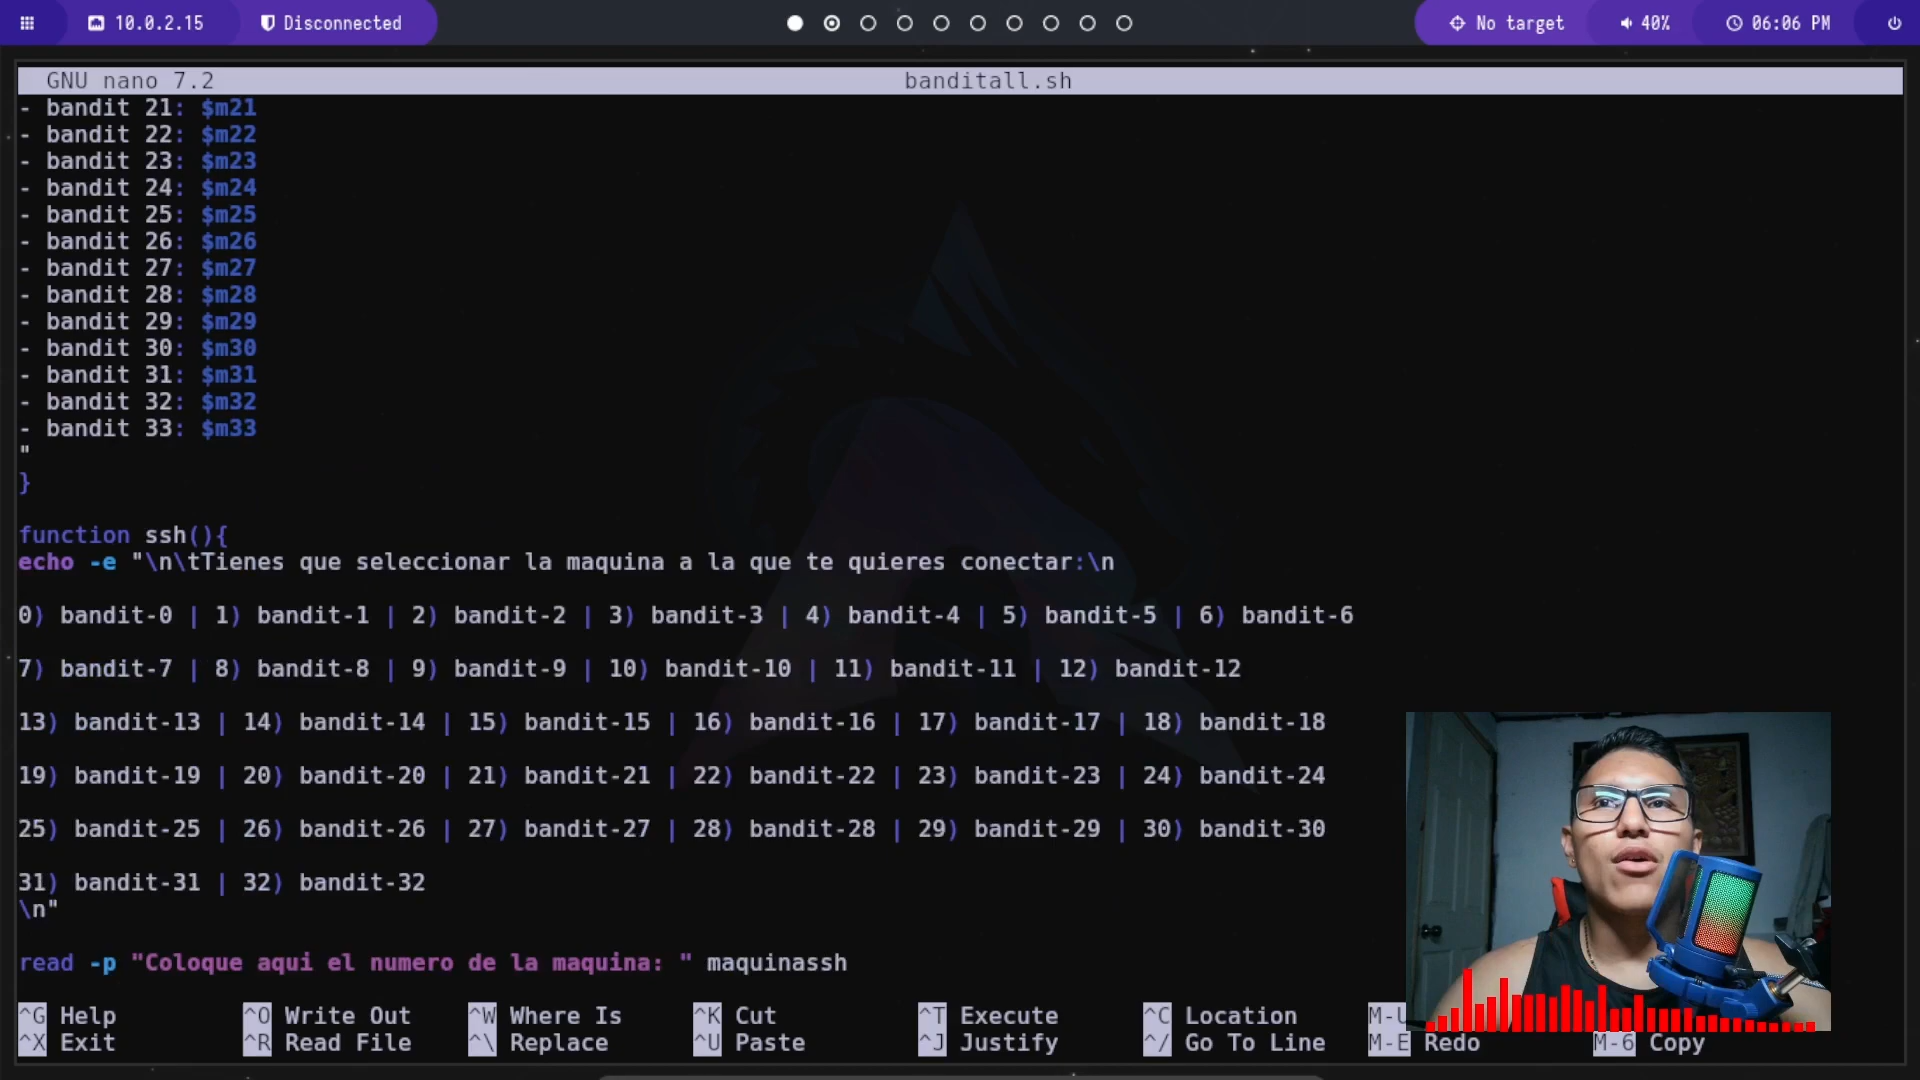 10.0.2.15 Disconnected No target 40% 06:06 PM
GNU nano 7.2 banditall.sh
- bandit 21: $m21
- bandit 22: $m22
- bandit 23: $m23
- bandit 24: $m24
- bandit 25: $m25
- bandit 26: $m26
- bandit 27: $m27
- bandit 28: $m28
- bandit 29: $m29
- bandit 30: $m30
- bandit 31: $m31
- bandit 32: $m32
- bandit 33: $m33
"
}
function ssh(){
echo -e "\n\tTienes que seleccionar la maquina a la que te quieres conectar:\n
0) bandit-0 | 1) bandit-1 | 2) bandit-2 | 3) bandit-3 | 4) bandit-4 | 5) bandit-5 | 6) bandit-6
7) bandit-7 | 8) bandit-8 | 9) bandit-9 | 10) bandit-10 | 11) bandit-11 | 12) bandit-12
13) bandit-13 | 14) bandit-14 | 15) bandit-15 | 16) bandit-16 | 17) bandit-17 | 18) bandit-18
19) bandit-19 | 20) bandit-20 | 21) bandit-21 | 22) bandit-22 | 23) bandit-23 | 24) bandit-24
25) bandit-25 | 26) bandit-26 | 27) bandit-27 | 28) bandit-28 | 29) bandit-29 | 30) bandit-30
31) bandit-31 | 32) bandit-32
\n"
read -p "Coloque aqui el numero de la maquina: " maquinassh
^G Help ^O Write Out ^W Where Is ^K Cut ^T Execute ^C Location M-U
^X Exit ^R Read File ^\ Replace ^U Paste ^J Justify ^/ Go To Line M-E Redo M-6 Copy